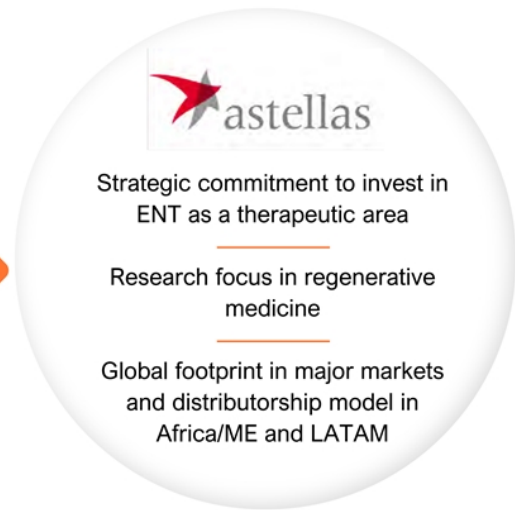 astellas
Strategic commitment to invest in
ENT as a therapeutic area
Research focus in regenerative
medicine
Global footprint in major markets
and distributorship model in
Africa/ME and LATAM